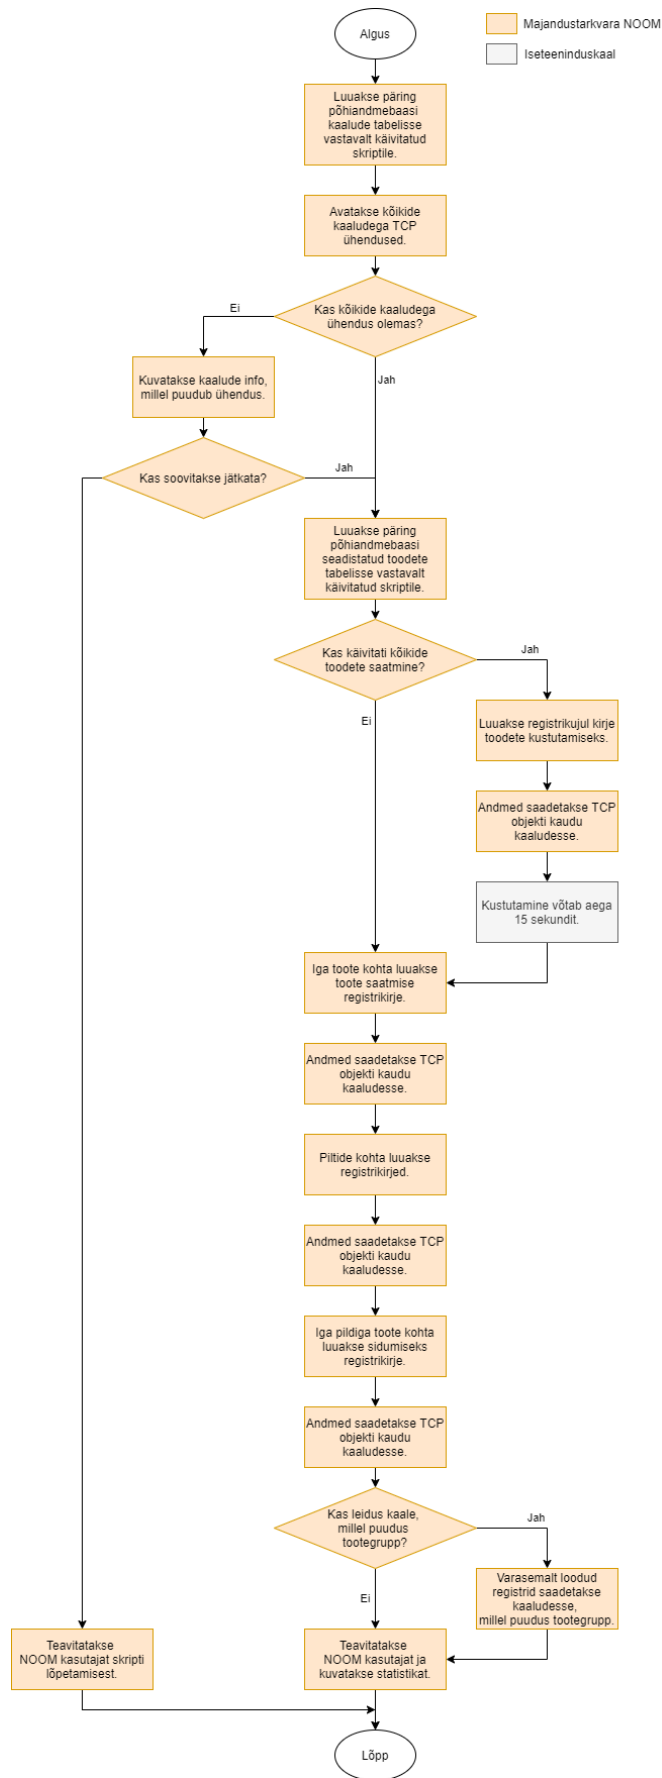 Algus
Majandustarkvara NOOM
Iseteeninduskaal
Luuakse päring
põhiandmebaasi
kaalude tabelisse
vastavalt käivitatud
skriptile.
Avatakse kõikide
kaaludega TCP
ühendused.
Kas kõikide kaaludega
ühendus olemas?
Ei
Jah
Kuvatakse kaalude info,
millel puudub ühendus.
Kas soovitakse jätkata?
Jah
Luuakse päring
põhiandmebaasi
seadistatud toodete
tabelisse vastavalt
käivitatud skriptile.
Kas käivitati kõikide
toodete saatmine?
Jah
Ei
Luuakse registrikujul kirje
toodete kustutamiseks.
Andmed saadetakse TCP
objekti kaudu
kaaludesse.
Kustutamine võtab aega
15 sekundit.
Iga toote kohta luuakse
toote saatmise
registrikirje.
Andmed saadetakse TCP
objekti kaudu
kaaludesse.
Piltide kohta luuakse
registrikirjed.
Andmed saadetakse TCP
objekti kaudu
kaaludesse.
Iga pildiga toote kohta
luuakse sidumiseks
registrikirje.
Andmed saadetakse TCP
objekti kaudu
kaaludesse.
Kas leidus kaale,
millel puudus
tootegrupp?
Jah
Ei
Varasemalt loodud
registrid saadetakse
kaaludesse,
millel puudus tootegrupp.
Teavitatakse
NOOM kasutajat skripti
lõpetamisest.
Teavitatakse
NOOM kasutajat ja
kuvatakse statistikat.
Lõpp